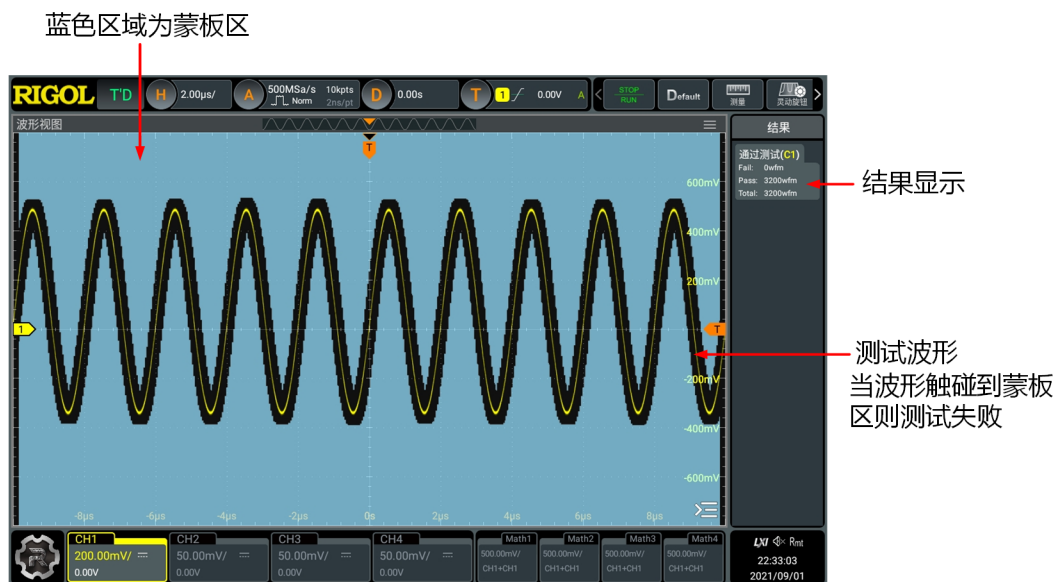 蓝色区域为蒙板区
RIGOL T'D H 2.00μs/ A 500MSa/s 10kpts Norm 2ns/pt D 0.00s T 1 0.00V A STOP RUN Default 测量 灵动旋钮
波形视图
T
结果
通过测试(C1)
Fail: 0wfm
Pass: 3200wfm
Total: 3200wfm
结果显示
600mV
400mV
200mV
1
T
-200mV
-400mV
-600mV
测试波形
当波形触碰到蒙板
区则测试失败
-8μs -6μs -4μs -2μs 0s 2μs 4μs 6μs 8μs
CH1 CH2 CH3 CH4 Math1 Math2 Math3 Math4
200.00mV/ 50.00mV/ 50.00mV/ 50.00mV/ 500.00mV/ 500.00mV/ 500.00mV/ 500.00mV/
0.00V 0.00V 0.00V 0.00V CH1+CH1 CH1+CH1 CH1+CH1 CH1+CH1
LXI Rmt
22:33:03
2021/09/01